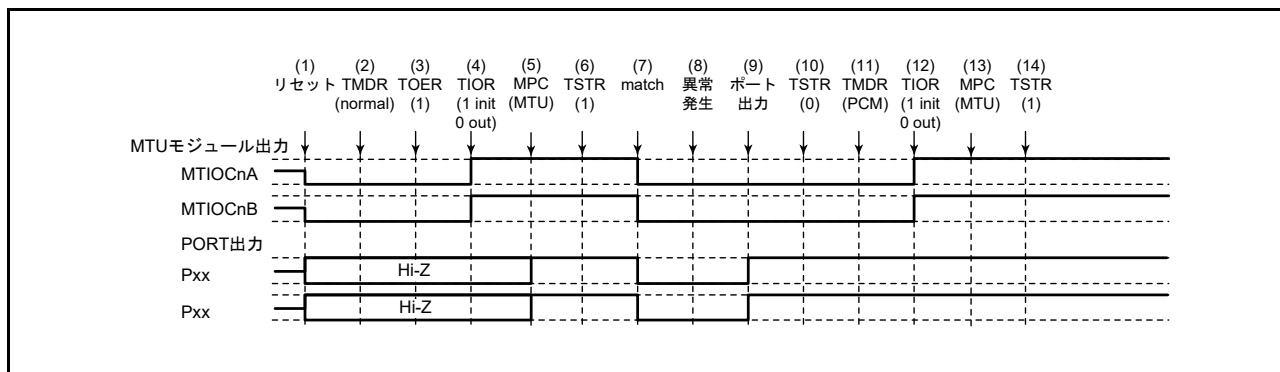 (1) (2) (3) (4) (5) (6) (7) (8) (9) (10) (11) (12) (13) (14)
リセット TMDR TOER TIOR MPC TSTR match 異常 ポート TSTR TMDR TIOR MPC TSTR
(normal) (1) (1 init (MTU) (1) 発生 出力 (0) (PCM) (1 init (MTU) (1)
0 out) 0 out)
MTUモジュール出力
MTIOCnA
MTIOCnB
PORT出力
Pxx Hi-Z
Pxx Hi-Z